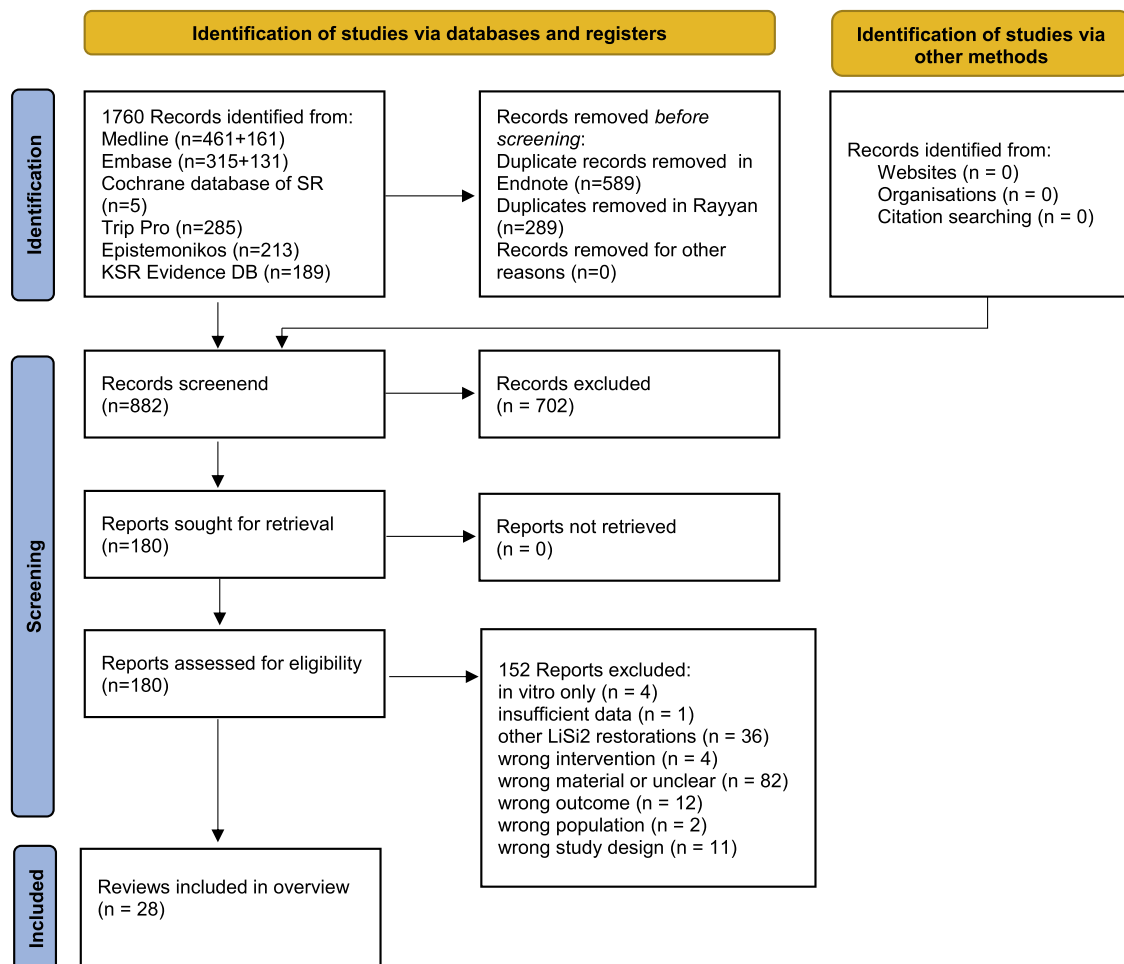 Identification of studies via databases and registers
Identification of studies via
other methods
Identification
1760 Records identified from:
Medline (n=461+161)
Embase (n=315+131)
Cochrane database of SR
(n=5)
Trip Pro (n=285)
Epistemonikos (n=213)
KSR Evidence DB (n=189)
Records removed before
screening:
Duplicate records removed in
Endnote (n=589)
Duplicates removed in Rayyan
(n=289)
Records removed for other
reasons (n=0)
Records identified from:
Websites (n = 0)
Organisations (n = 0)
Citation searching (n = 0)
Screening
Records screenend
(n=882)
Records excluded
(n = 702)
Reports sought for retrieval
(n=180)
Reports not retrieved
(n = 0)
Reports assessed for eligibility
(n=180)
152 Reports excluded:
in vitro only (n = 4)
insufficient data (n = 1)
other LiSi2 restorations (n = 36)
wrong intervention (n = 4)
wrong material or unclear (n = 82)
wrong outcome (n = 12)
wrong population (n = 2)
wrong study design (n = 11)
Included
Reviews included in overview
(n = 28)